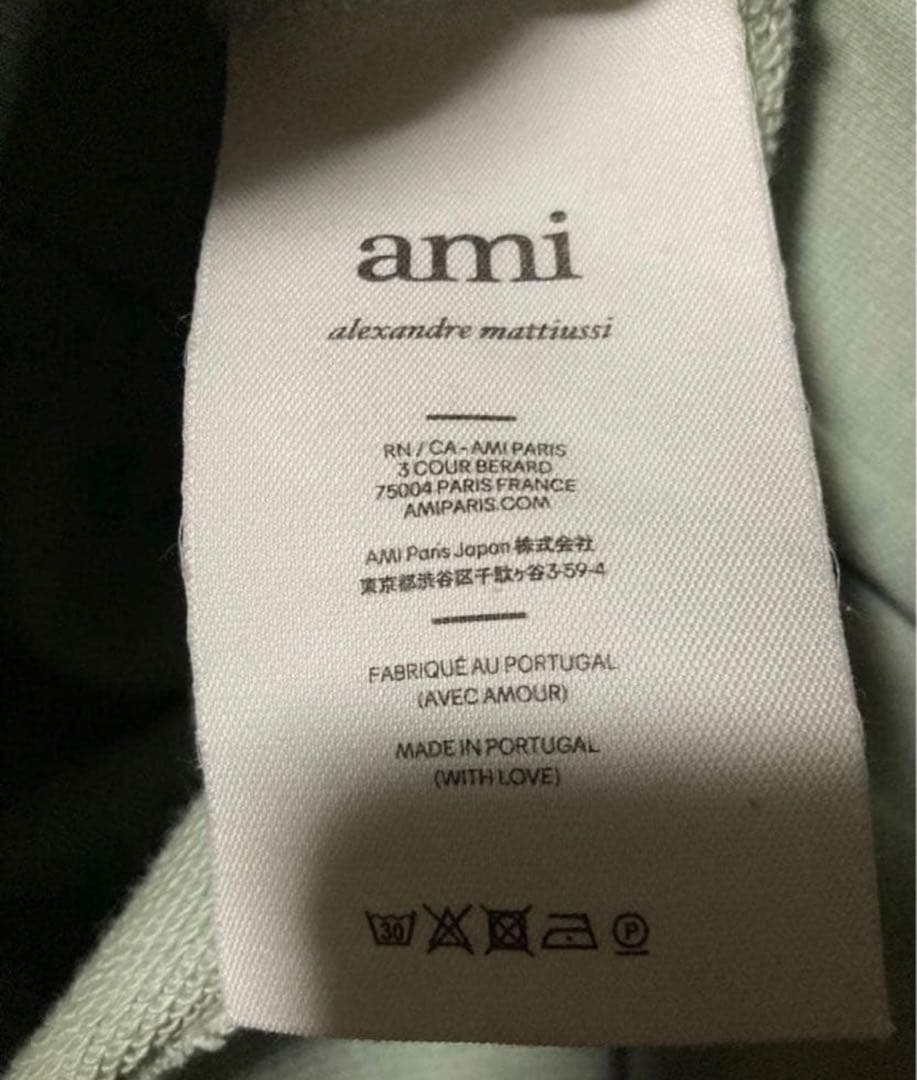 ami
alexandre mattiussi
RN / CA - AMI PARIS
3 COUR BERARD
75004 PARIS FRANCE
AMIPARIS.COM
AMI Paris Japan 株式会社
東京都渋谷区千駄ヶ谷3-59-4
FABRIQUÉ AU PORTUGAL
(AVEC AMOUR)
MADE IN PORTUGAL
(WITH LOVE)
30 P